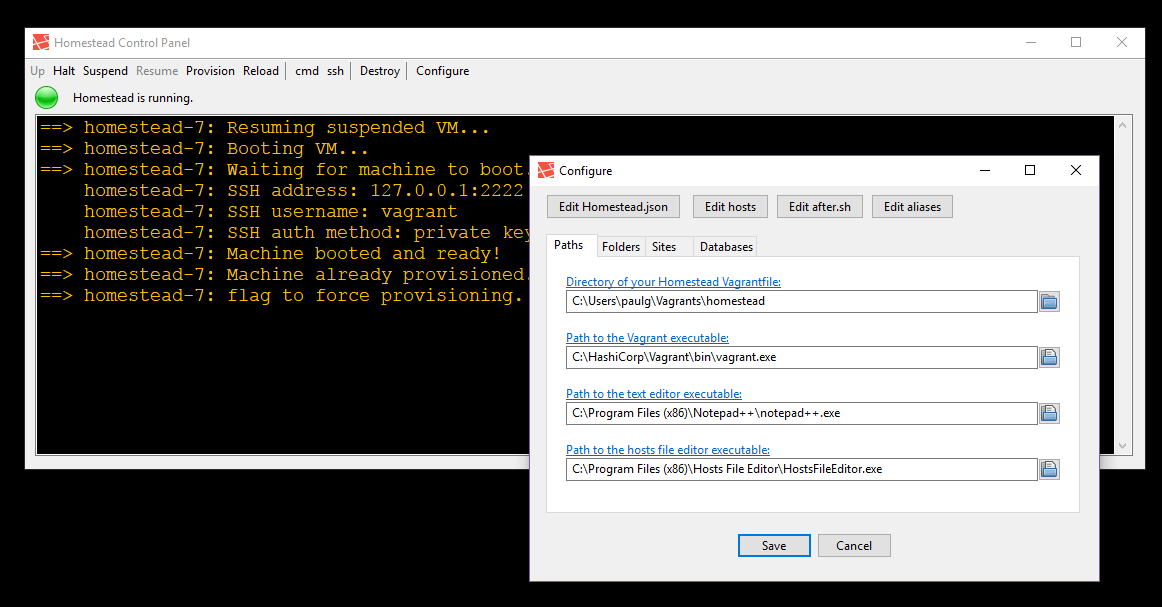 Homestead Control Panel
Up Halt Suspend Resume Provision Reload cmd ssh Destroy Configure
Homestead is running.
==> homestead-7: Resuming suspended VM...
==> homestead-7: Booting VM...
==> homestead-7: Waiting for machine to boot.
homestead-7: SSH address: 127.0.0.1:2222
homestead-7: SSH username: vagrant
homestead-7: SSH auth method: private key
==> homestead-7: Machine booted and ready!
==> homestead-7: Machine already provisioned.
==> homestead-7: flag to force provisioning.
Configure
Edit Homestead.json Edit hosts Edit after.sh Edit aliases
Paths Folders Sites Databases
Directory of your Homestead Vagrantfile:
C:\Users\paulg\Vagrants\homestead
Path to the Vagrant executable:
C:\HashiCorp\Vagrant\bin\vagrant.exe
Path to the text editor executable:
C:\Program Files (x86)\Notepad++\notepad++.exe
Path to the hosts file editor executable:
C:\Program Files (x86)\Hosts File Editor\HostsFileEditor.exe
Save Cancel